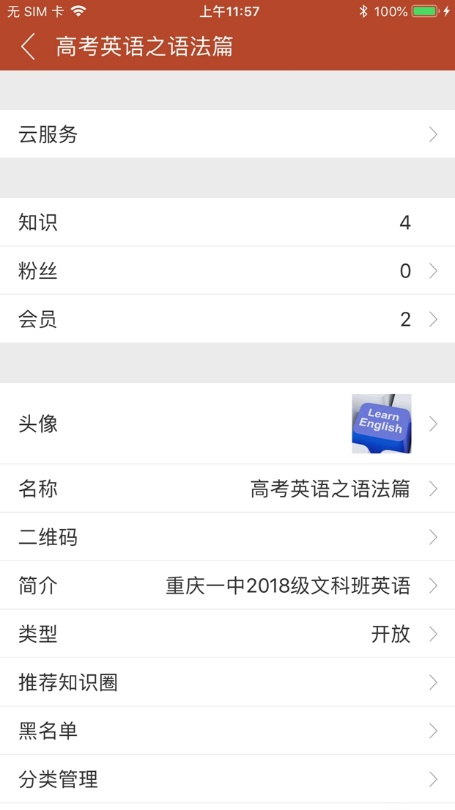 无 SIM 卡 上午11:57 100%
高考英语之语法篇
云服务
知识 4
粉丝 0
会员 2
头像 Learn English
名称 高考英语之语法篇
二维码
简介 重庆一中2018级文科班英语
类型 开放
推荐知识圈
黑名单
分类管理